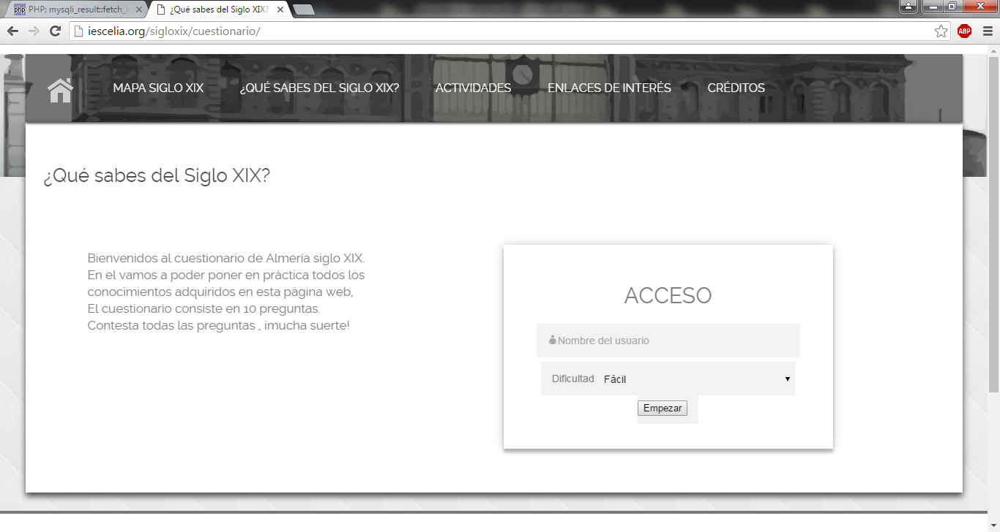 php PHP: mysqli_result::fetch_a
¿Qué sabes del Siglo XIX?
iescelia.org/sigloxix/cuestionario/
ABP
MAPA SIGLO XIX ¿QUÉ SABES DEL SIGLO XIX? ACTIVIDADES ENLACES DE INTERÉS CRÉDITOS
¿Qué sabes del Siglo XIX?
Bienvenidos al cuestionario de Almería siglo XIX.
En el vamos a poder poner en práctica todos los
conocimientos adquiridos en esta página web,
El cuestionario consiste en 10 preguntas.
Contesta todas las preguntas , ¡mucha suerte!
ACCESO
Nombre del usuario
Dificultad Fácil
Empezar